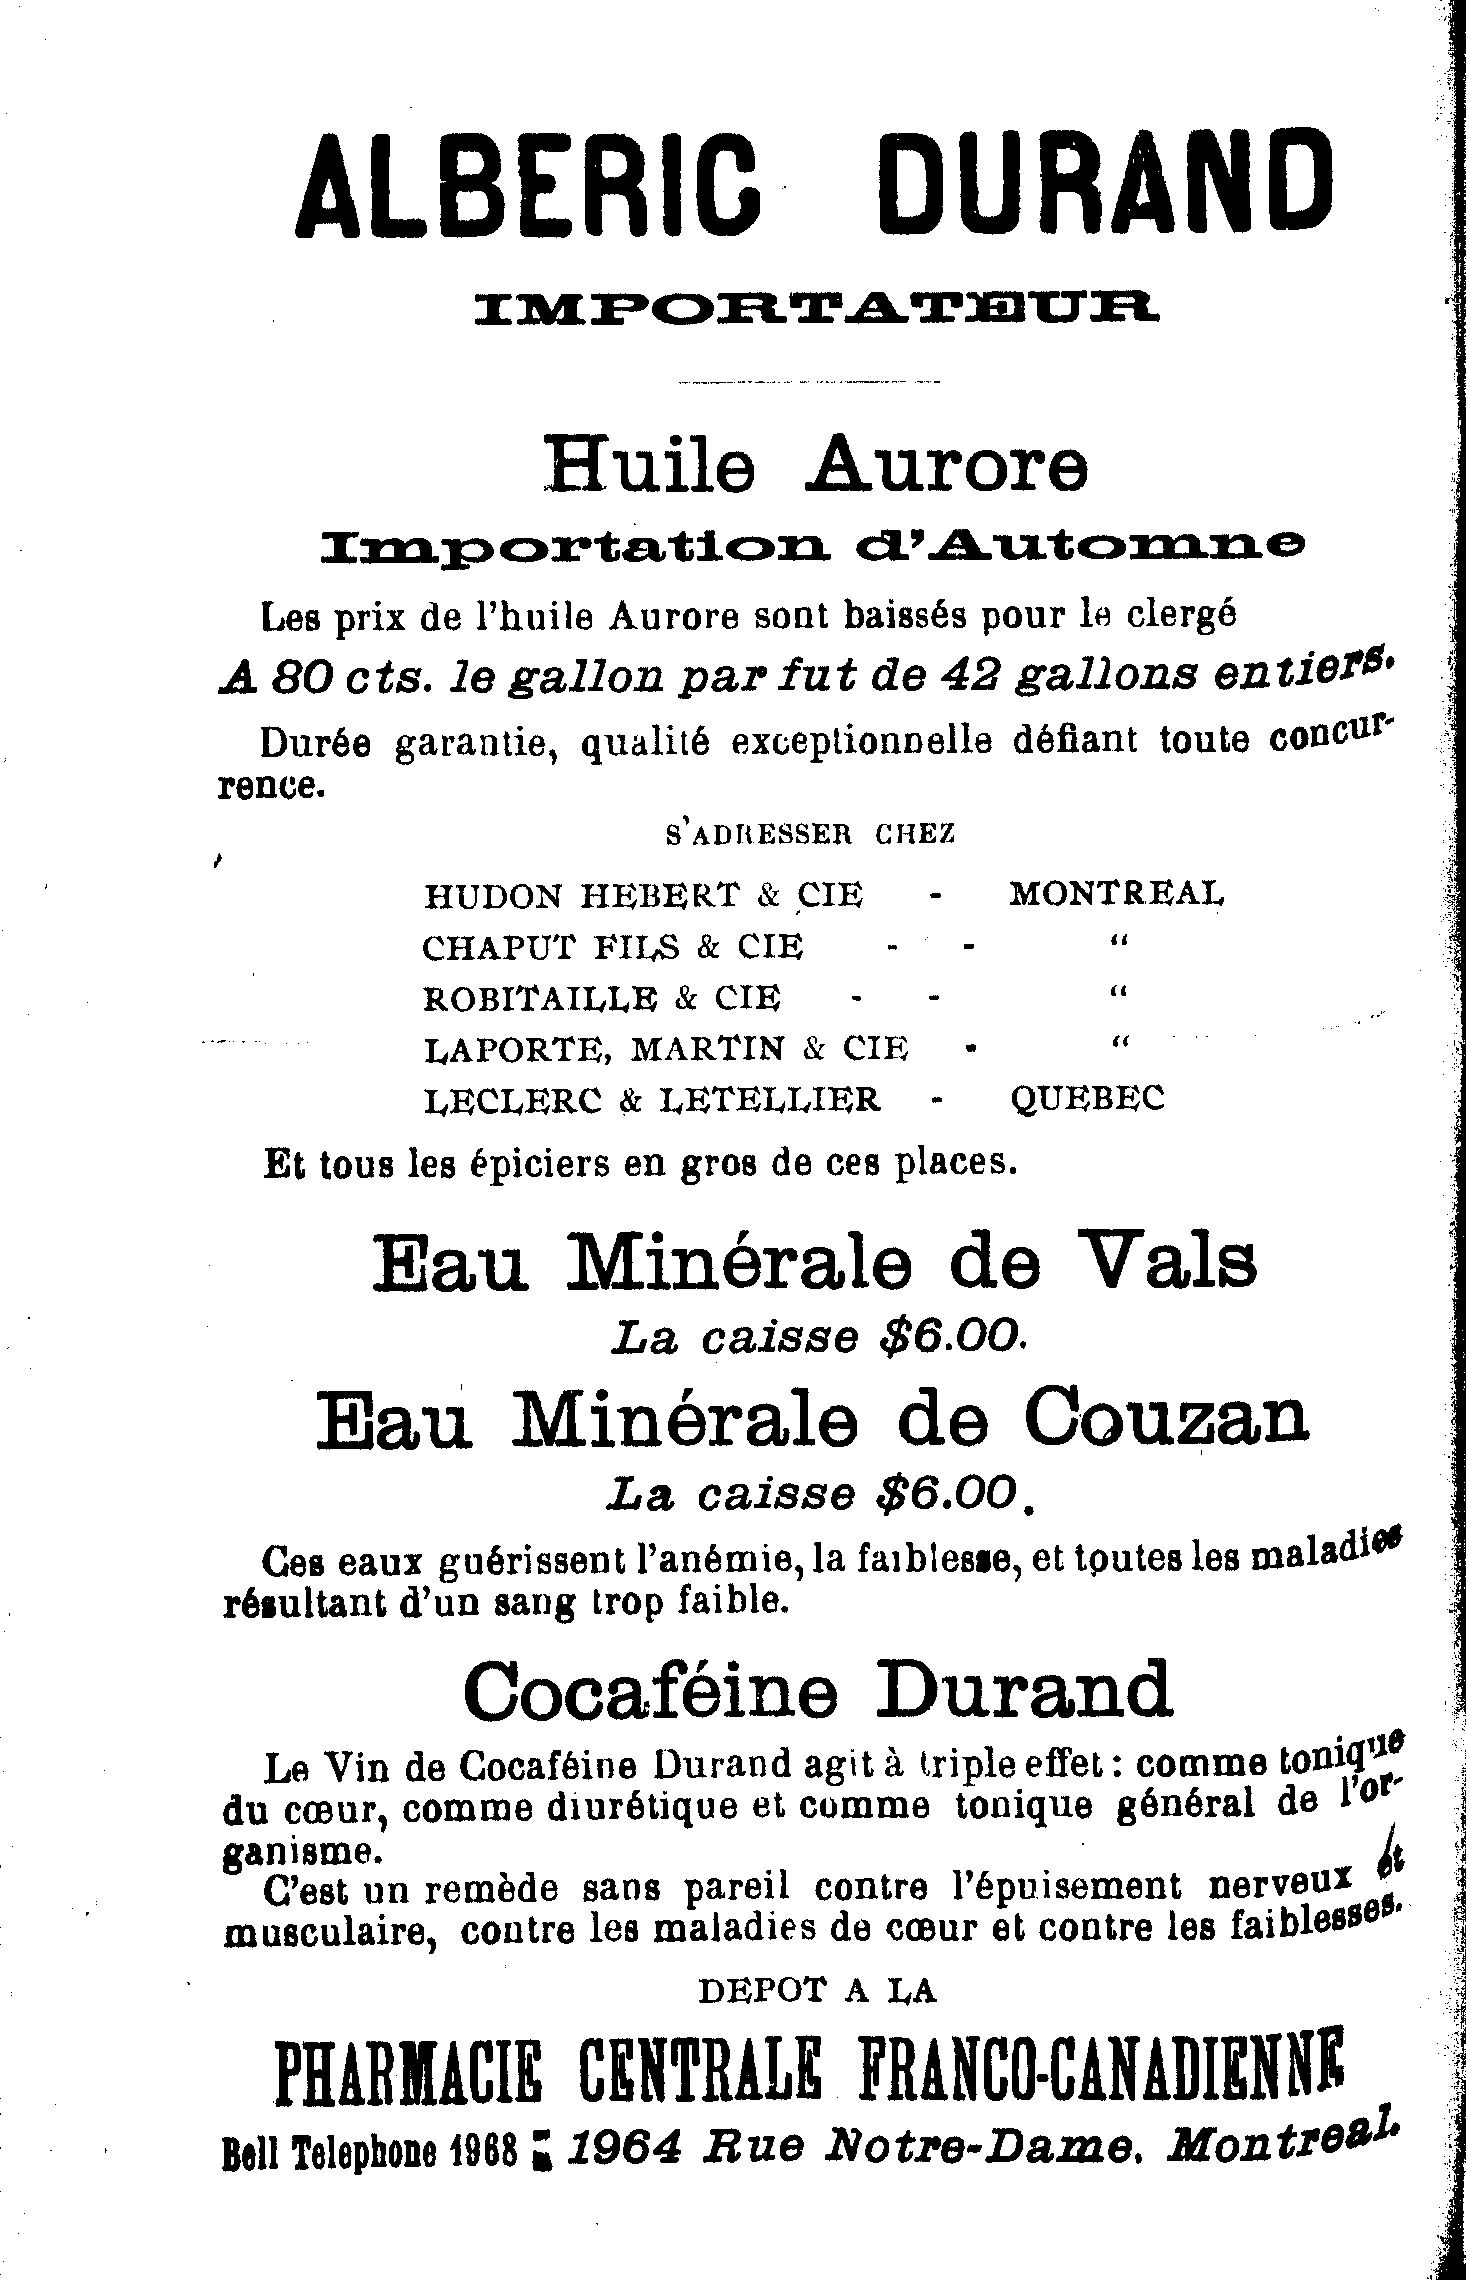 ALBERIC DURAND
IMPORTATEUR
Huile Aurore
Importation d'Automne
Les prix de l'huile Aurore sont baissés pour le clergé
A 80 cts. le gallon par fut de 42 gallons entiers.
Durée garantie, qualité exceptionnelle défiant toute concur-
rence.
S'ADRESSER CHEZ
HUDON HEBERT & CIE - MONTREAL
CHAPUT FILS & CIE - - "
ROBITAILLE & CIE - - "
LAPORTE, MARTIN & CIE - "
LECLERC & LETELLIER - QUEBEC
Et tous les épiciers en gros de ces places.
Eau Minérale de Vals
La caisse $6.00.
Eau Minérale de Couzan
La caisse $6.00.
Ces eaux guérissent l'anémie, la faiblesse, et toutes les maladies
résultant d'un sang trop faible.
Cocaféine Durand
Le Vin de Cocaféine Durand agit à triple effet : comme tonique
du cœur, comme diurétique et comme tonique général de l'or-
ganisme.
C'est un remède sans pareil contre l'épuisement nerveux et
musculaire, contre les maladies de cœur et contre les faiblesses.
DEPOT A LA
PHARMACIE CENTRALE FRANCO-CANADIENNE
Bell Telephone 1968 : 1964 Rue Notre-Dame. Montreal.